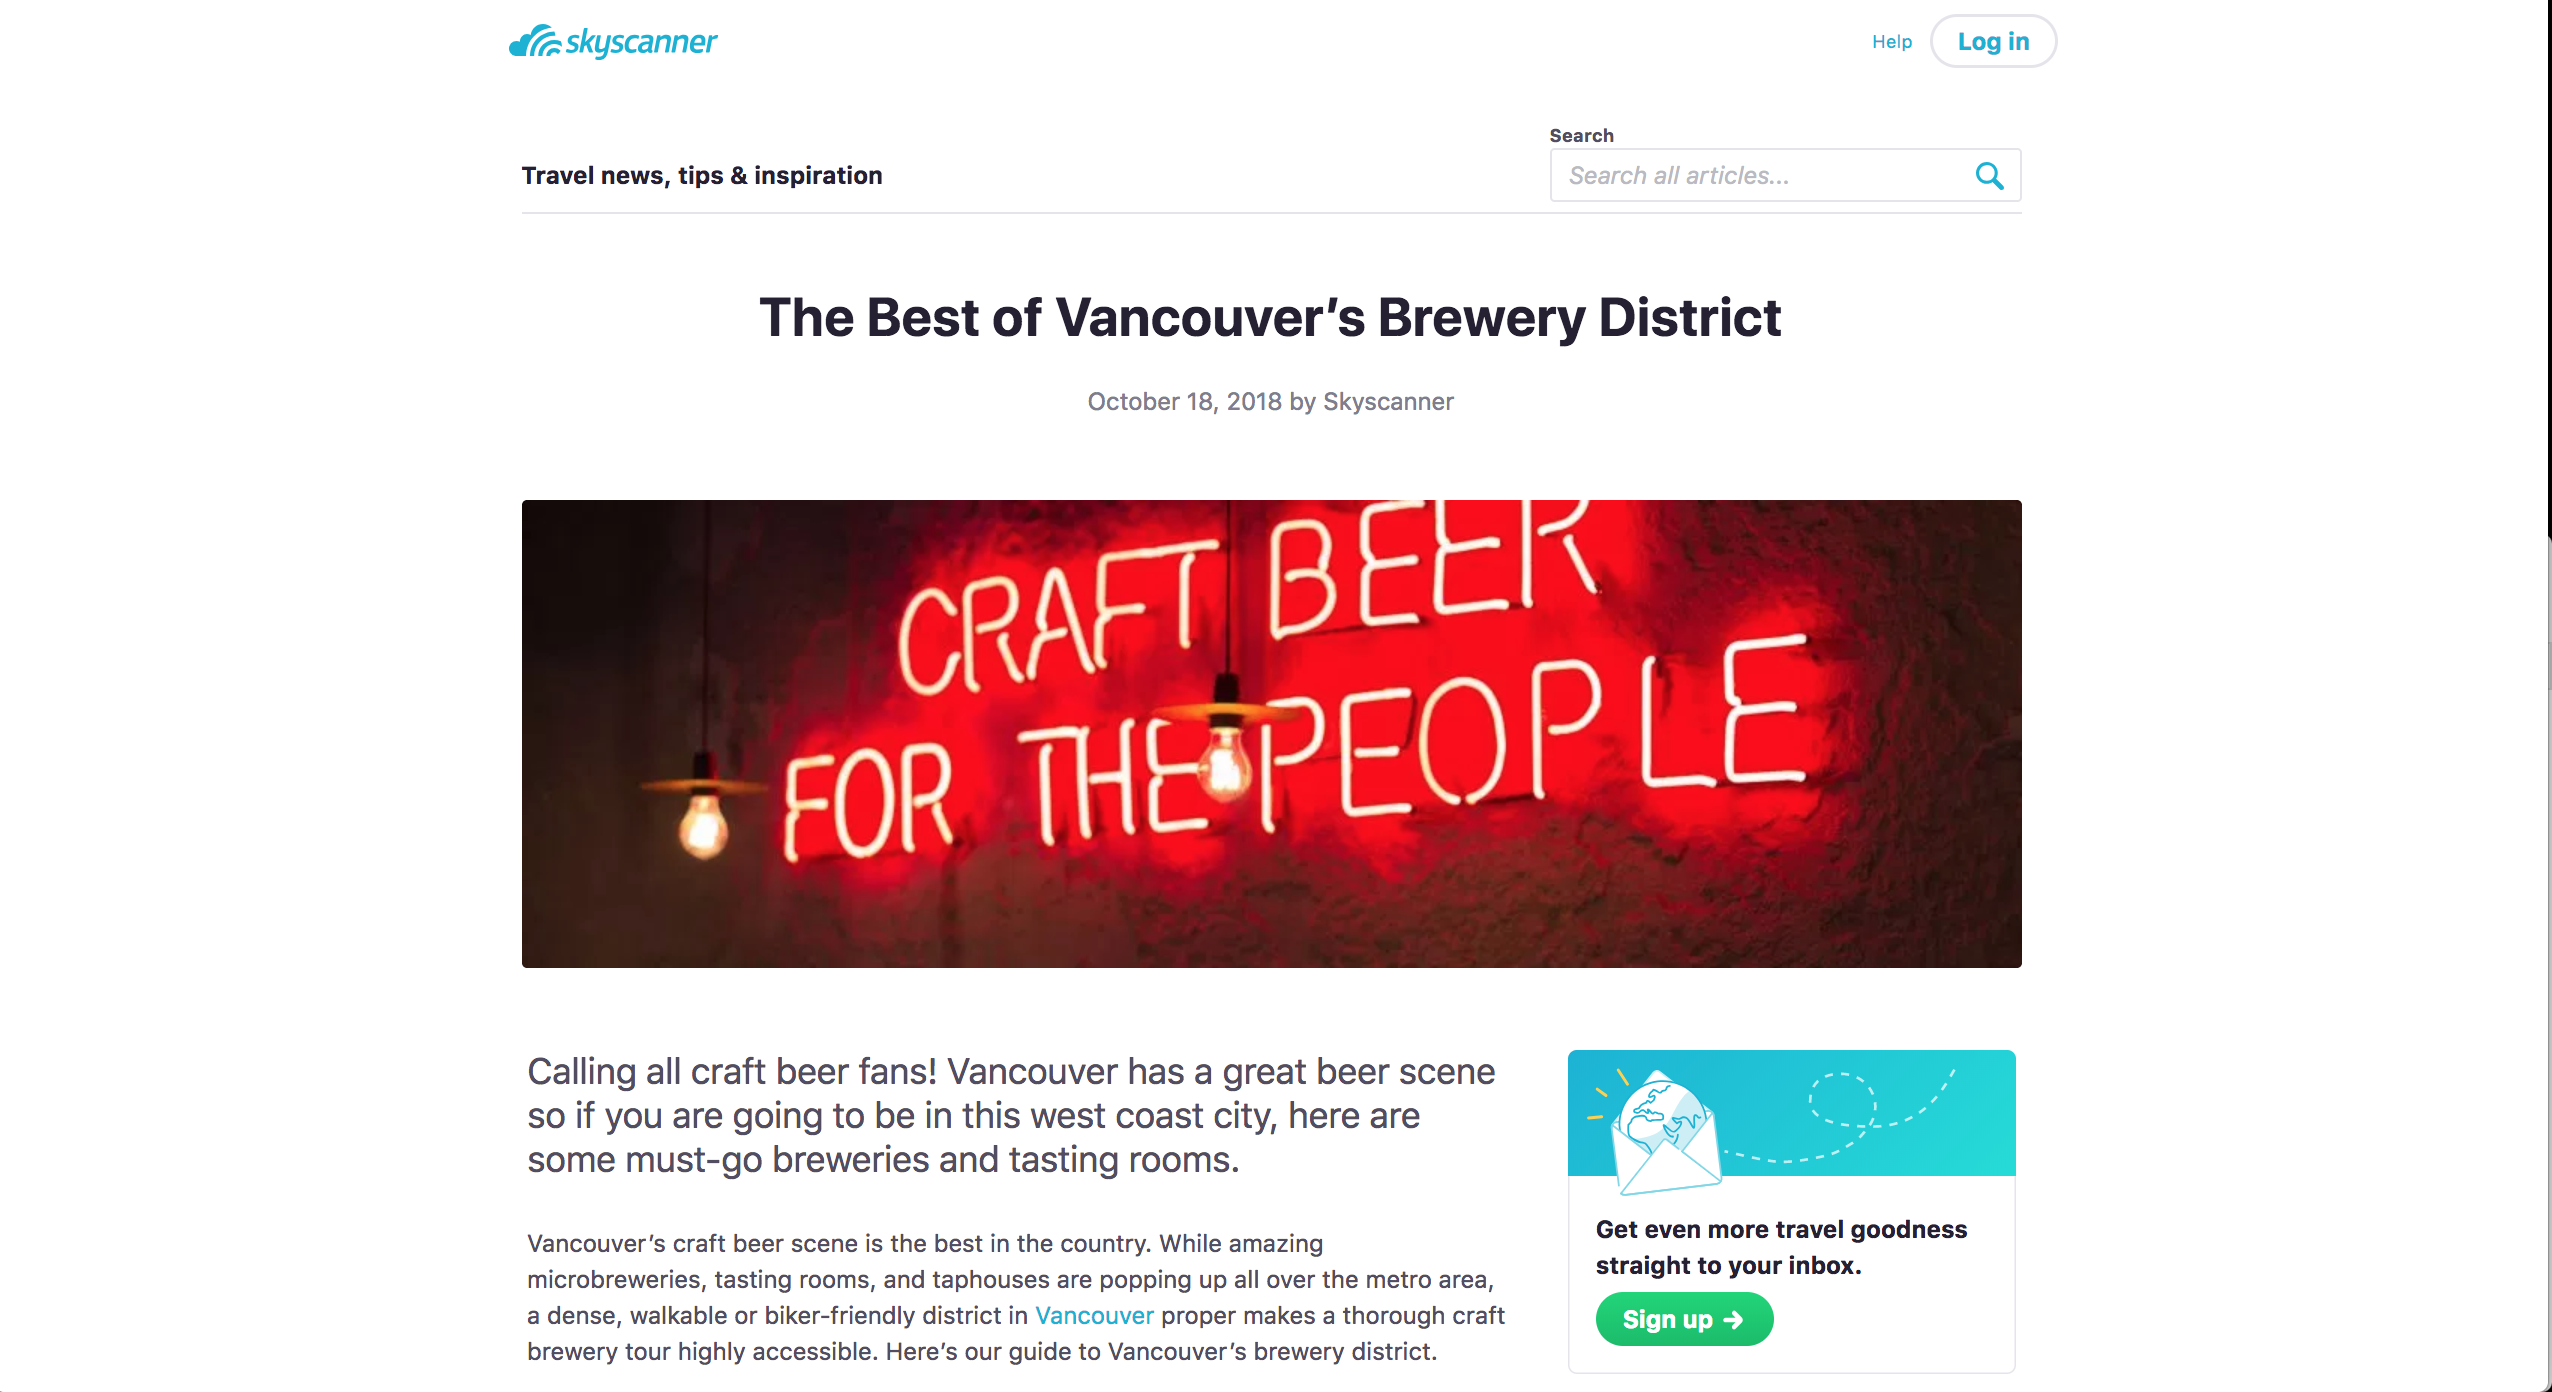 skyscanner
Help
Log in
Search
Travel news, tips & inspiration
Search all articles...
The Best of Vancouver’s Brewery District
October 18, 2018 by Skyscanner
CRAFT BEER
FOR THE PEOPLE
Calling all craft beer fans! Vancouver has a great beer scene
so if you are going to be in this west coast city, here are
some must-go breweries and tasting rooms.
Vancouver’s craft beer scene is the best in the country. While amazing
microbreweries, tasting rooms, and taphouses are popping up all over the metro area,
a dense, walkable or biker-friendly district in Vancouver proper makes a thorough craft
brewery tour highly accessible. Here’s our guide to Vancouver’s brewery district.
Get even more travel goodness
straight to your inbox.
Sign up →